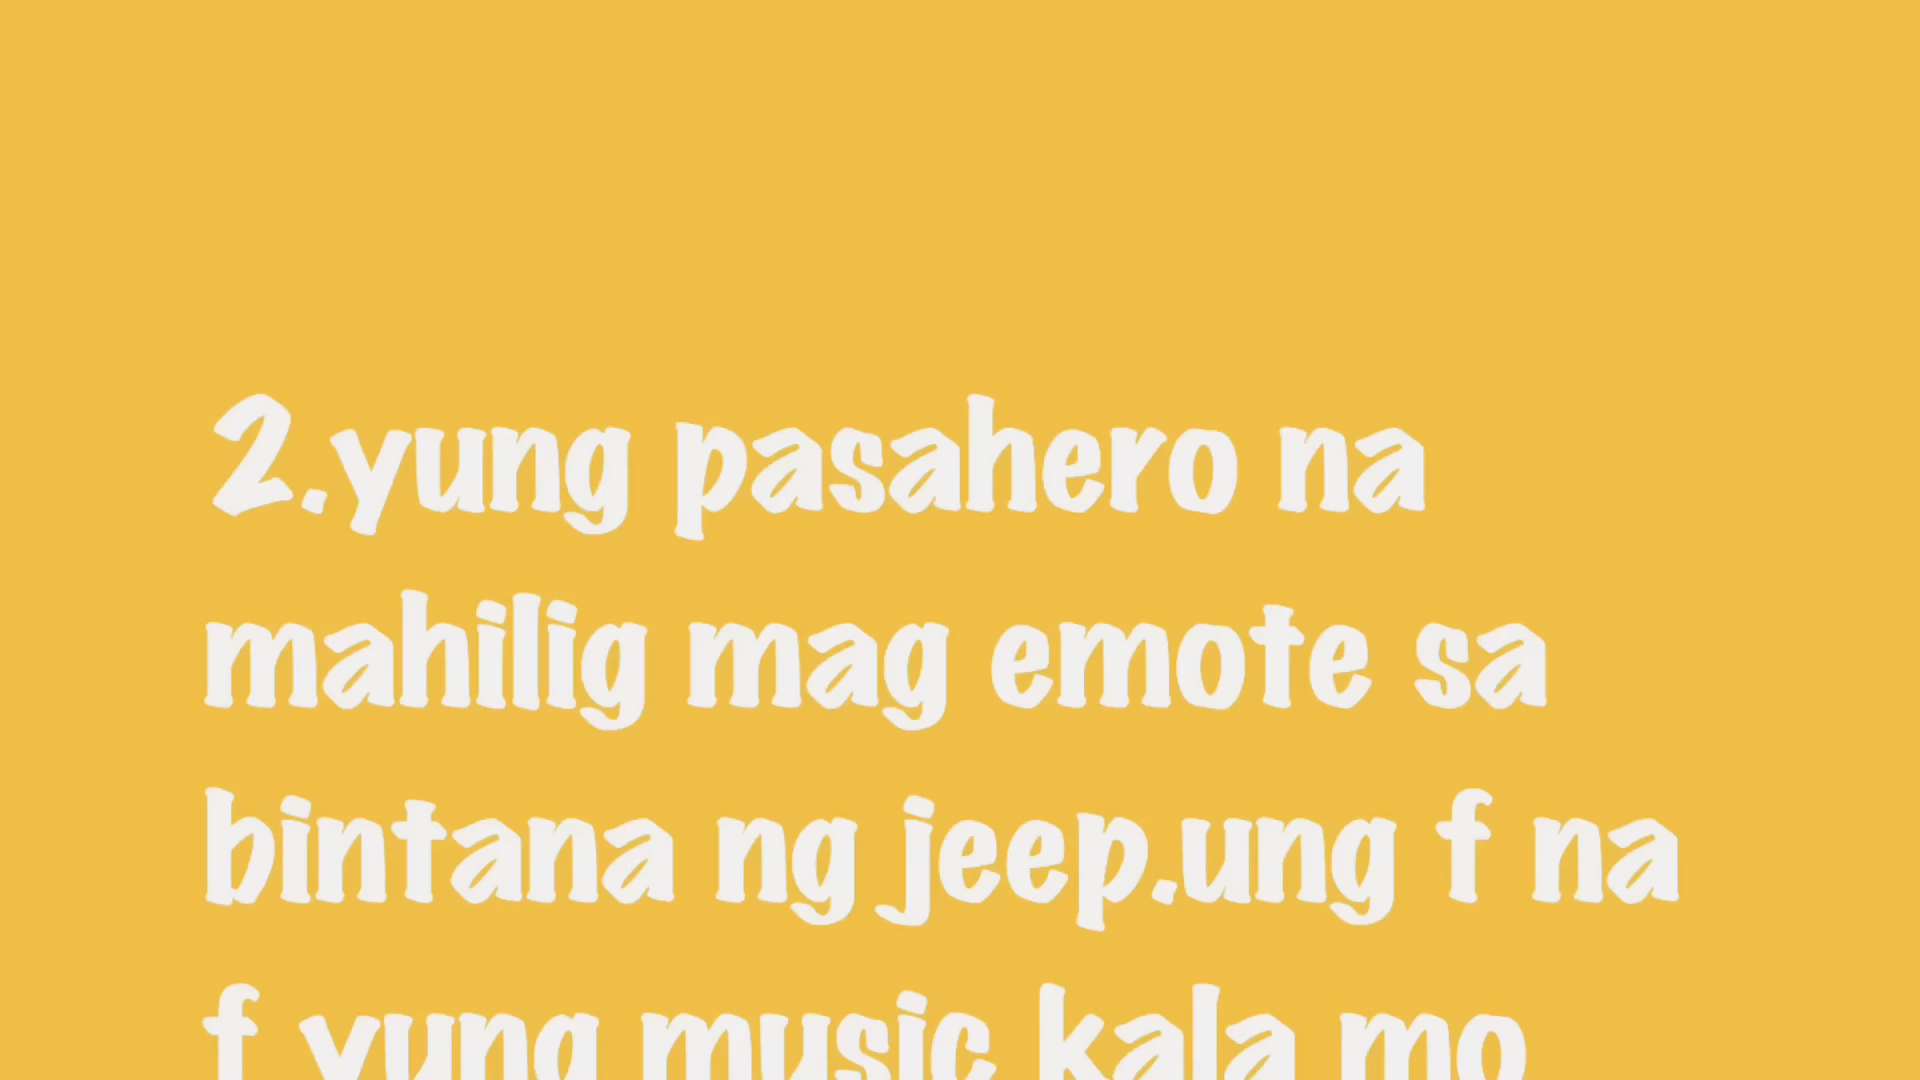 2.yung pasahero na
mahilig mag emote sa
bintana ng jeep.ung f na
f yung music kala mo